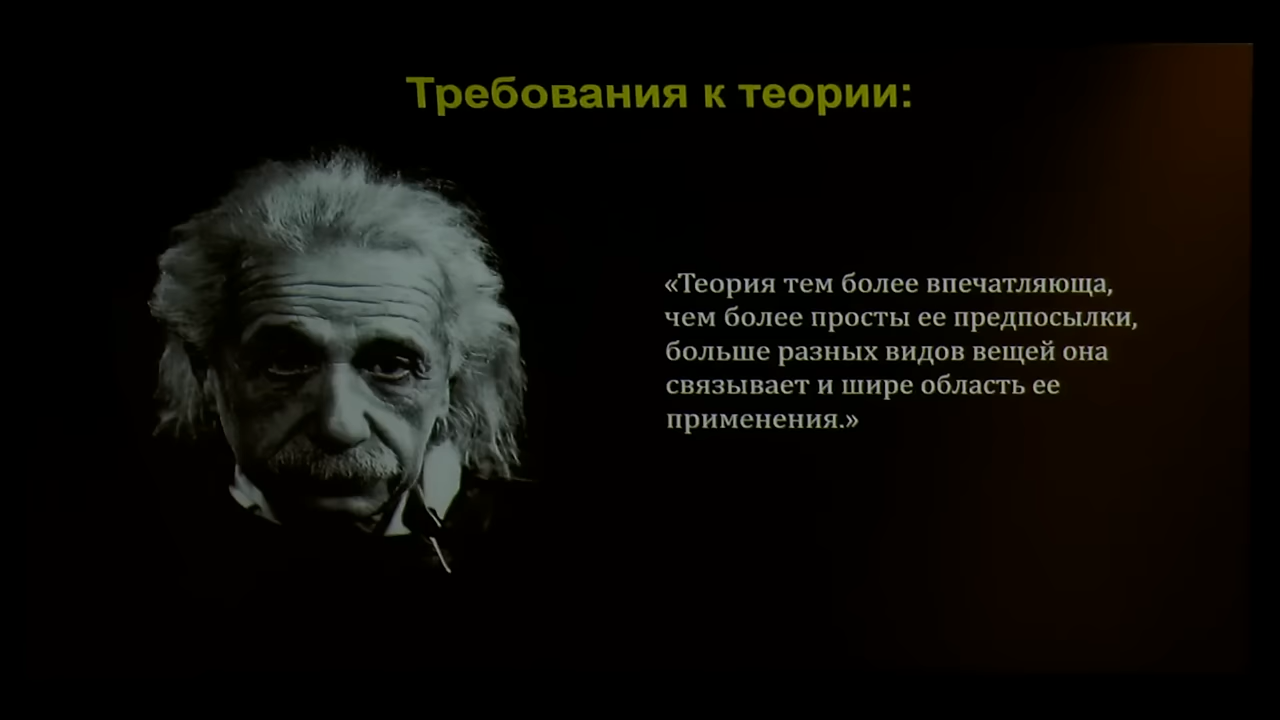 Требования к теории:
«Теория тем более впечатляюща,
чем более просты ее предпосылки,
больше разных видов вещей она
связывает и шире область ее
применения.»